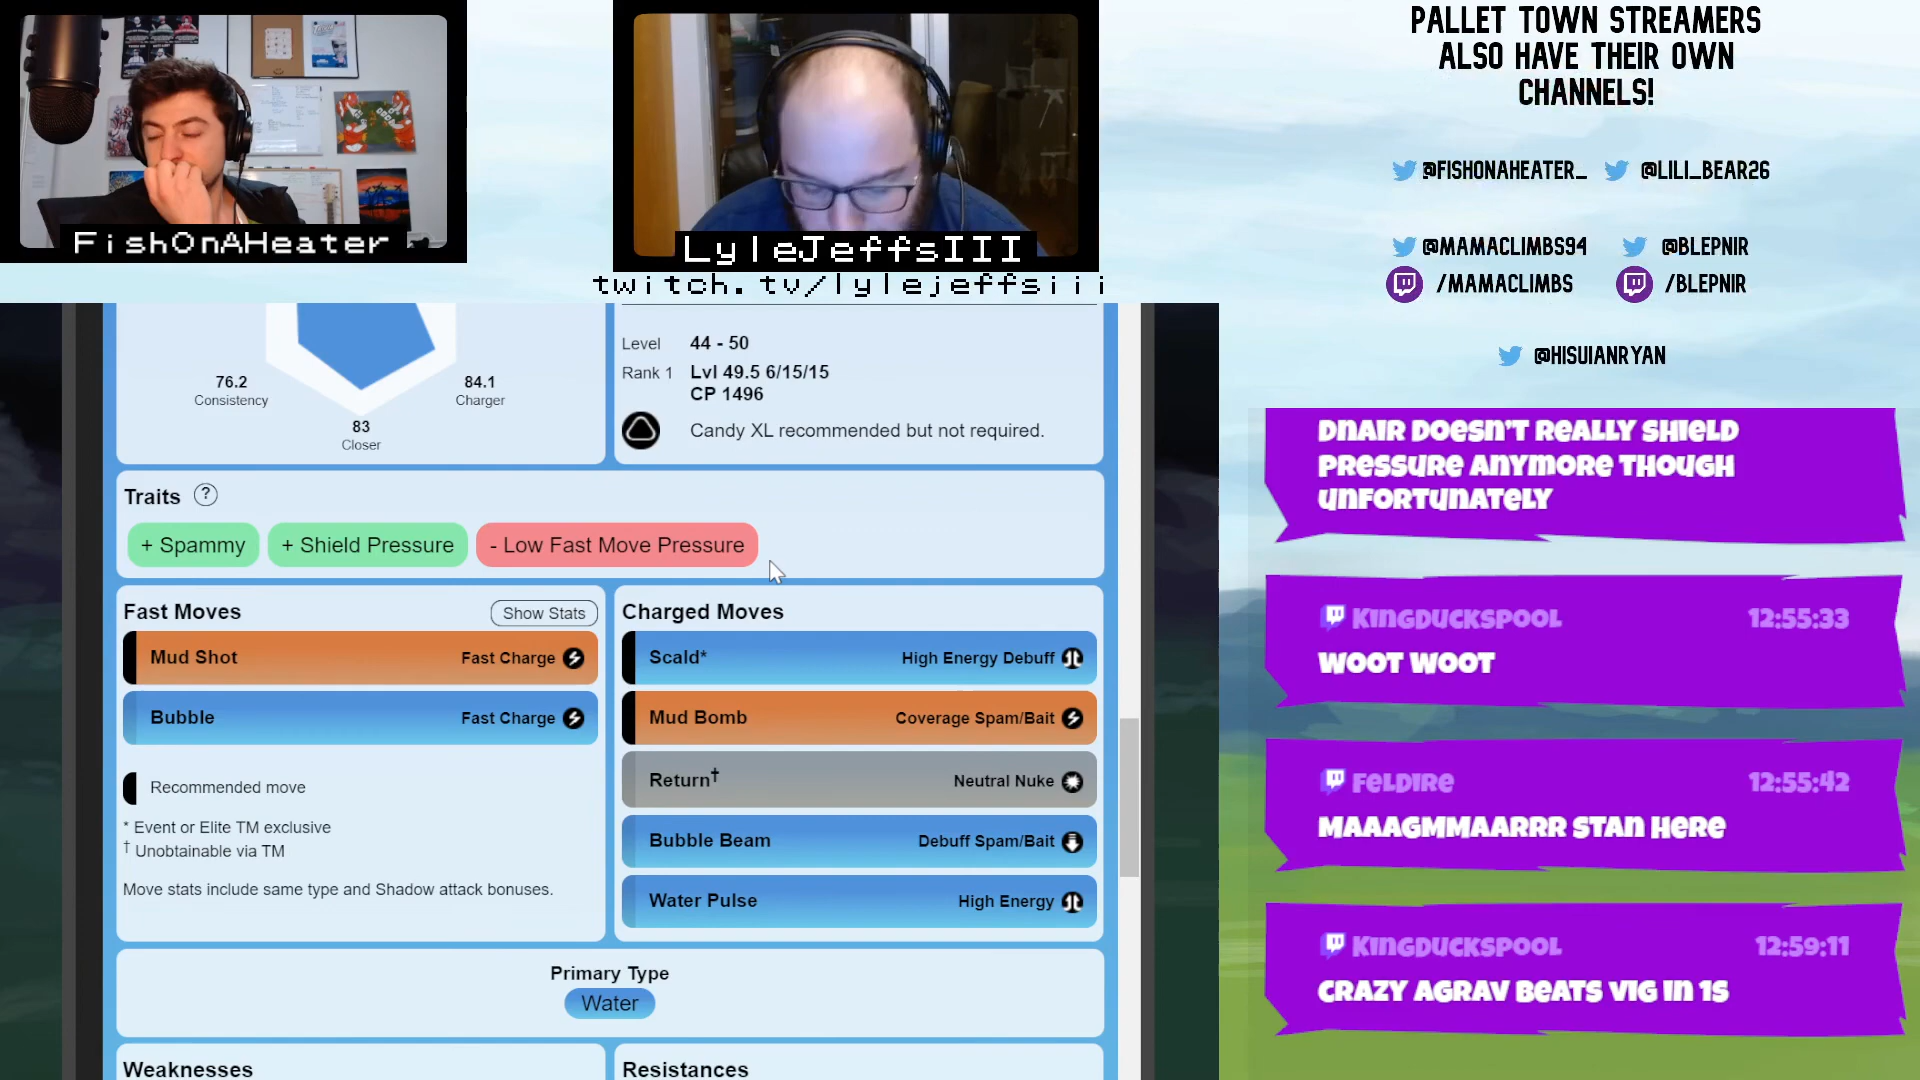 FishOnAHeater
LyleJeffsIII
twitch.tv/lylejeffsiii
PALLET TOWN STREAMERS
ALSO HAVE THEIR OWN
CHANNELS!
@FISHONAHEATER_ @LILI_BEAR26
@MAMACLIMBS94 @BLEPNIR
/MAMACLIMBS /BLEPNIR
@HISUIANRYAN
76.2
Consistency
84.1
Charger
83
Closer
Level 44 - 50
Rank 1 Lvl 49.5 6/15/15
CP 1496
Candy XL recommended but not required.
Traits ?
+ Spammy + Shield Pressure - Low Fast Move Pressure
Fast Moves Show Stats
Mud Shot Fast Charge
Bubble Fast Charge
Recommended move
* Event or Elite TM exclusive
† Unobtainable via TM
Move stats include same type and Shadow attack bonuses.
Charged Moves
Scald* High Energy Debuff
Mud Bomb Coverage Spam/Bait
Return† Neutral Nuke
Bubble Beam Debuff Spam/Bait
Water Pulse High Energy
Primary Type
Water
Weaknesses
Resistances
Dnair doesn't really shield
pressure anymore though
unfortunately
Kingduckspool 12:55:33
woot woot
Feldire 12:55:42
Maaagmmaarrr stan here
Kingduckspool 12:59:11
Crazy Agrav beats Vig in 1s